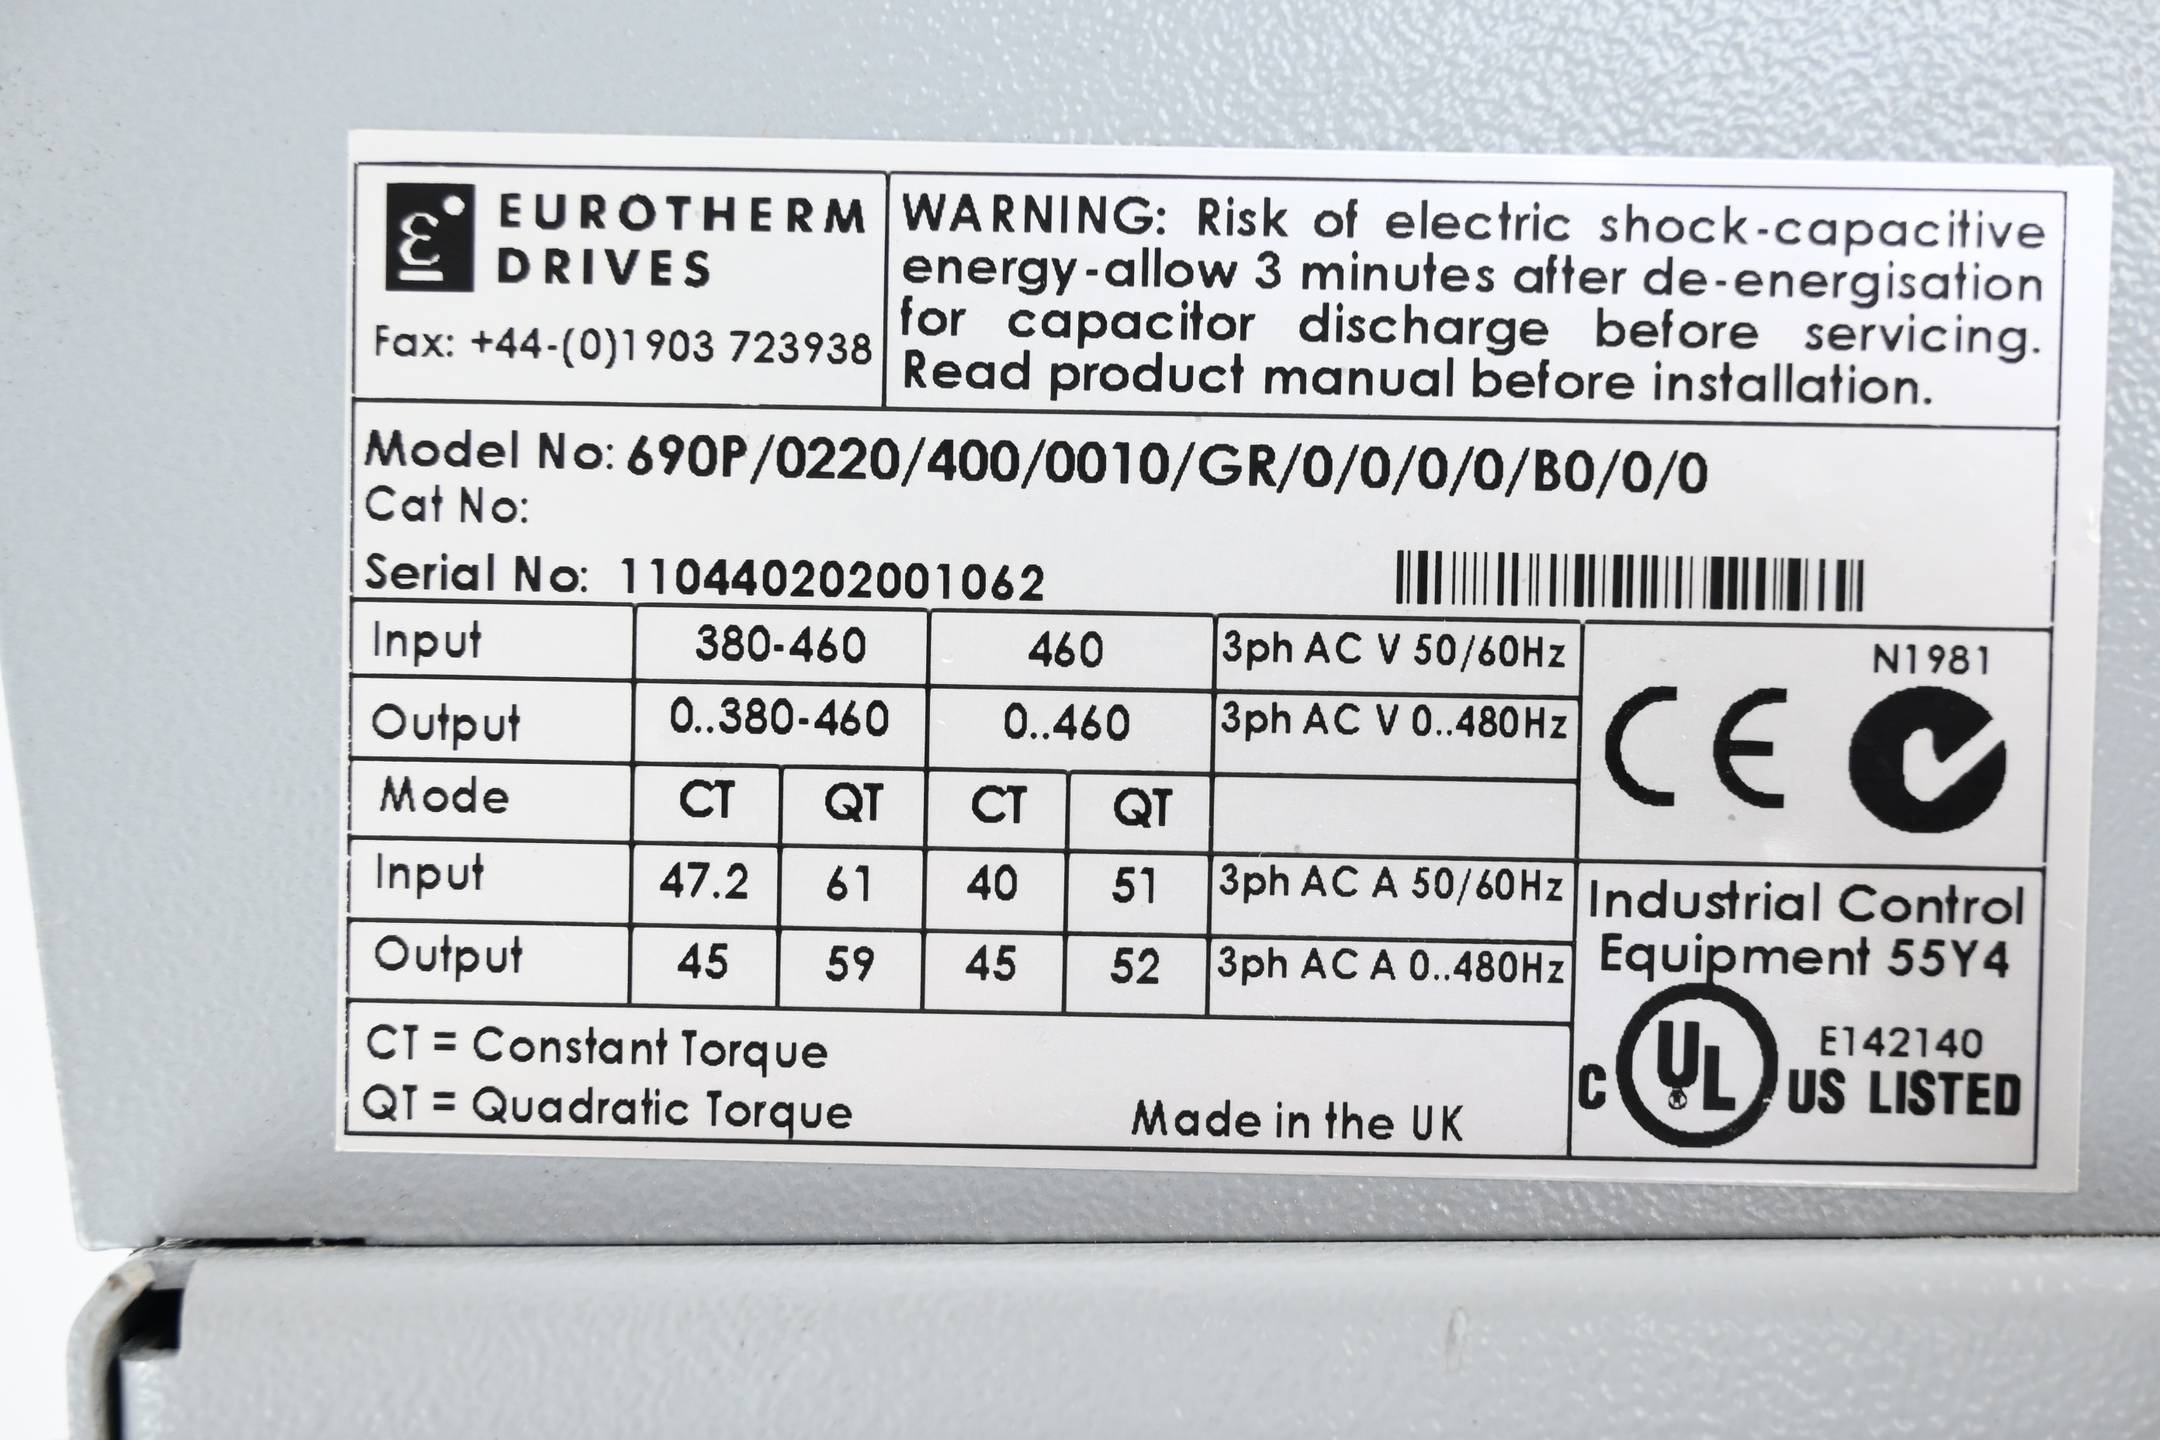 EUROTHERM
DRIVES
Fax: +44-(0)1903 723938
WARNING: Risk of electric shock-capacitive
energy-allow 3 minutes after de-energisation
for capacitor discharge before servicing.
Read product manual before installation.
Model No: 690P/0220/400/0010/GR/0/0/0/0/B0/0/0
Cat No:
Serial No: 110440202001062
Input 380-460 460 3ph AC V 50/60Hz
Output 0..380-460 0..460 3ph AC V 0..480Hz
Mode CT QT CT QT
Input 47.2 61 40 51 3ph AC A 50/60Hz
Output 45 59 45 52 3ph AC A 0..480Hz
CT = Constant Torque
QT = Quadratic Torque
Made in the UK
N1981
CE
Industrial Control
Equipment 55Y4
E142140
C UL US LISTED